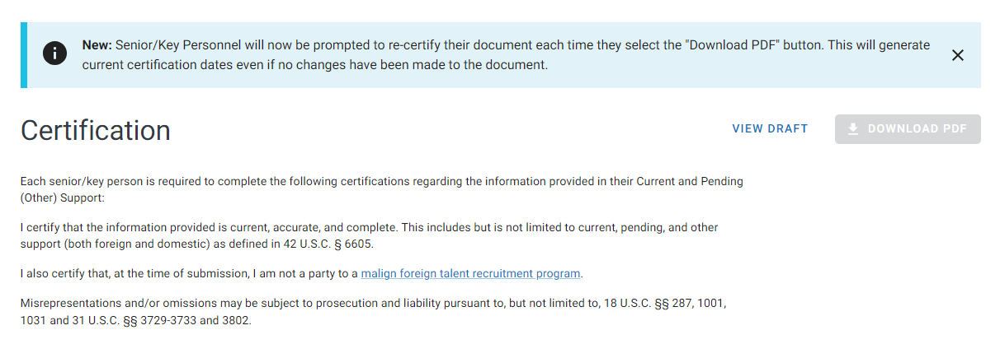 New: Senior/Key Personnel will now be prompted to re-certify their document each time they select the "Download PDF" button. This will generate
current certification dates even if no changes have been made to the document.
Certification
VIEW DRAFT
DOWNLOAD PDF
Each senior/key person is required to complete the following certifications regarding the information provided in their Current and Pending
(Other) Support:
I certify that the information provided is current, accurate, and complete. This includes but is not limited to current, pending, and other
support (both foreign and domestic) as defined in 42 U.S.C. § 6605.
I also certify that, at the time of submission, I am not a party to a malign foreign talent recruitment program.
Misrepresentations and/or omissions may be subject to prosecution and liability pursuant to, but not limited to, 18 U.S.C. §§ 287, 1001,
1031 and 31 U.S.C. §§ 3729-3733 and 3802.